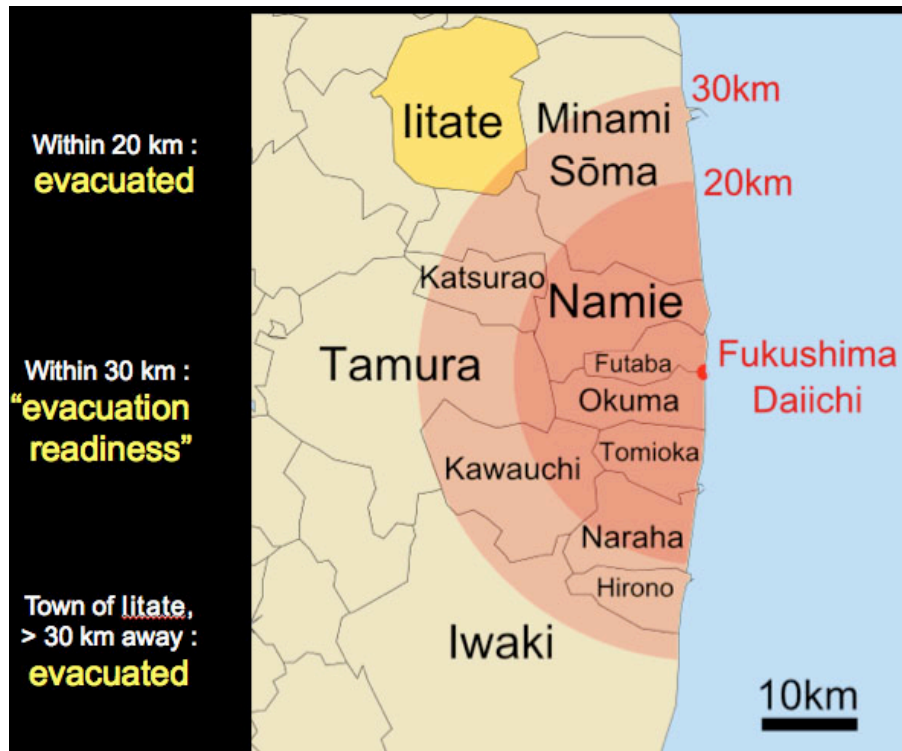 Within 20 km :
evacuated
Within 30 km :
“evacuation
readiness”
Town of Iitate,
> 30 km away :
evacuated
Iitate
Minami
Sōma
30km
20km
Katsurao
Namie
Tamura
Futaba
Fukushima
Daiichi
Okuma
Tomioka
Kawauchi
Naraha
Hirono
Iwaki
10km